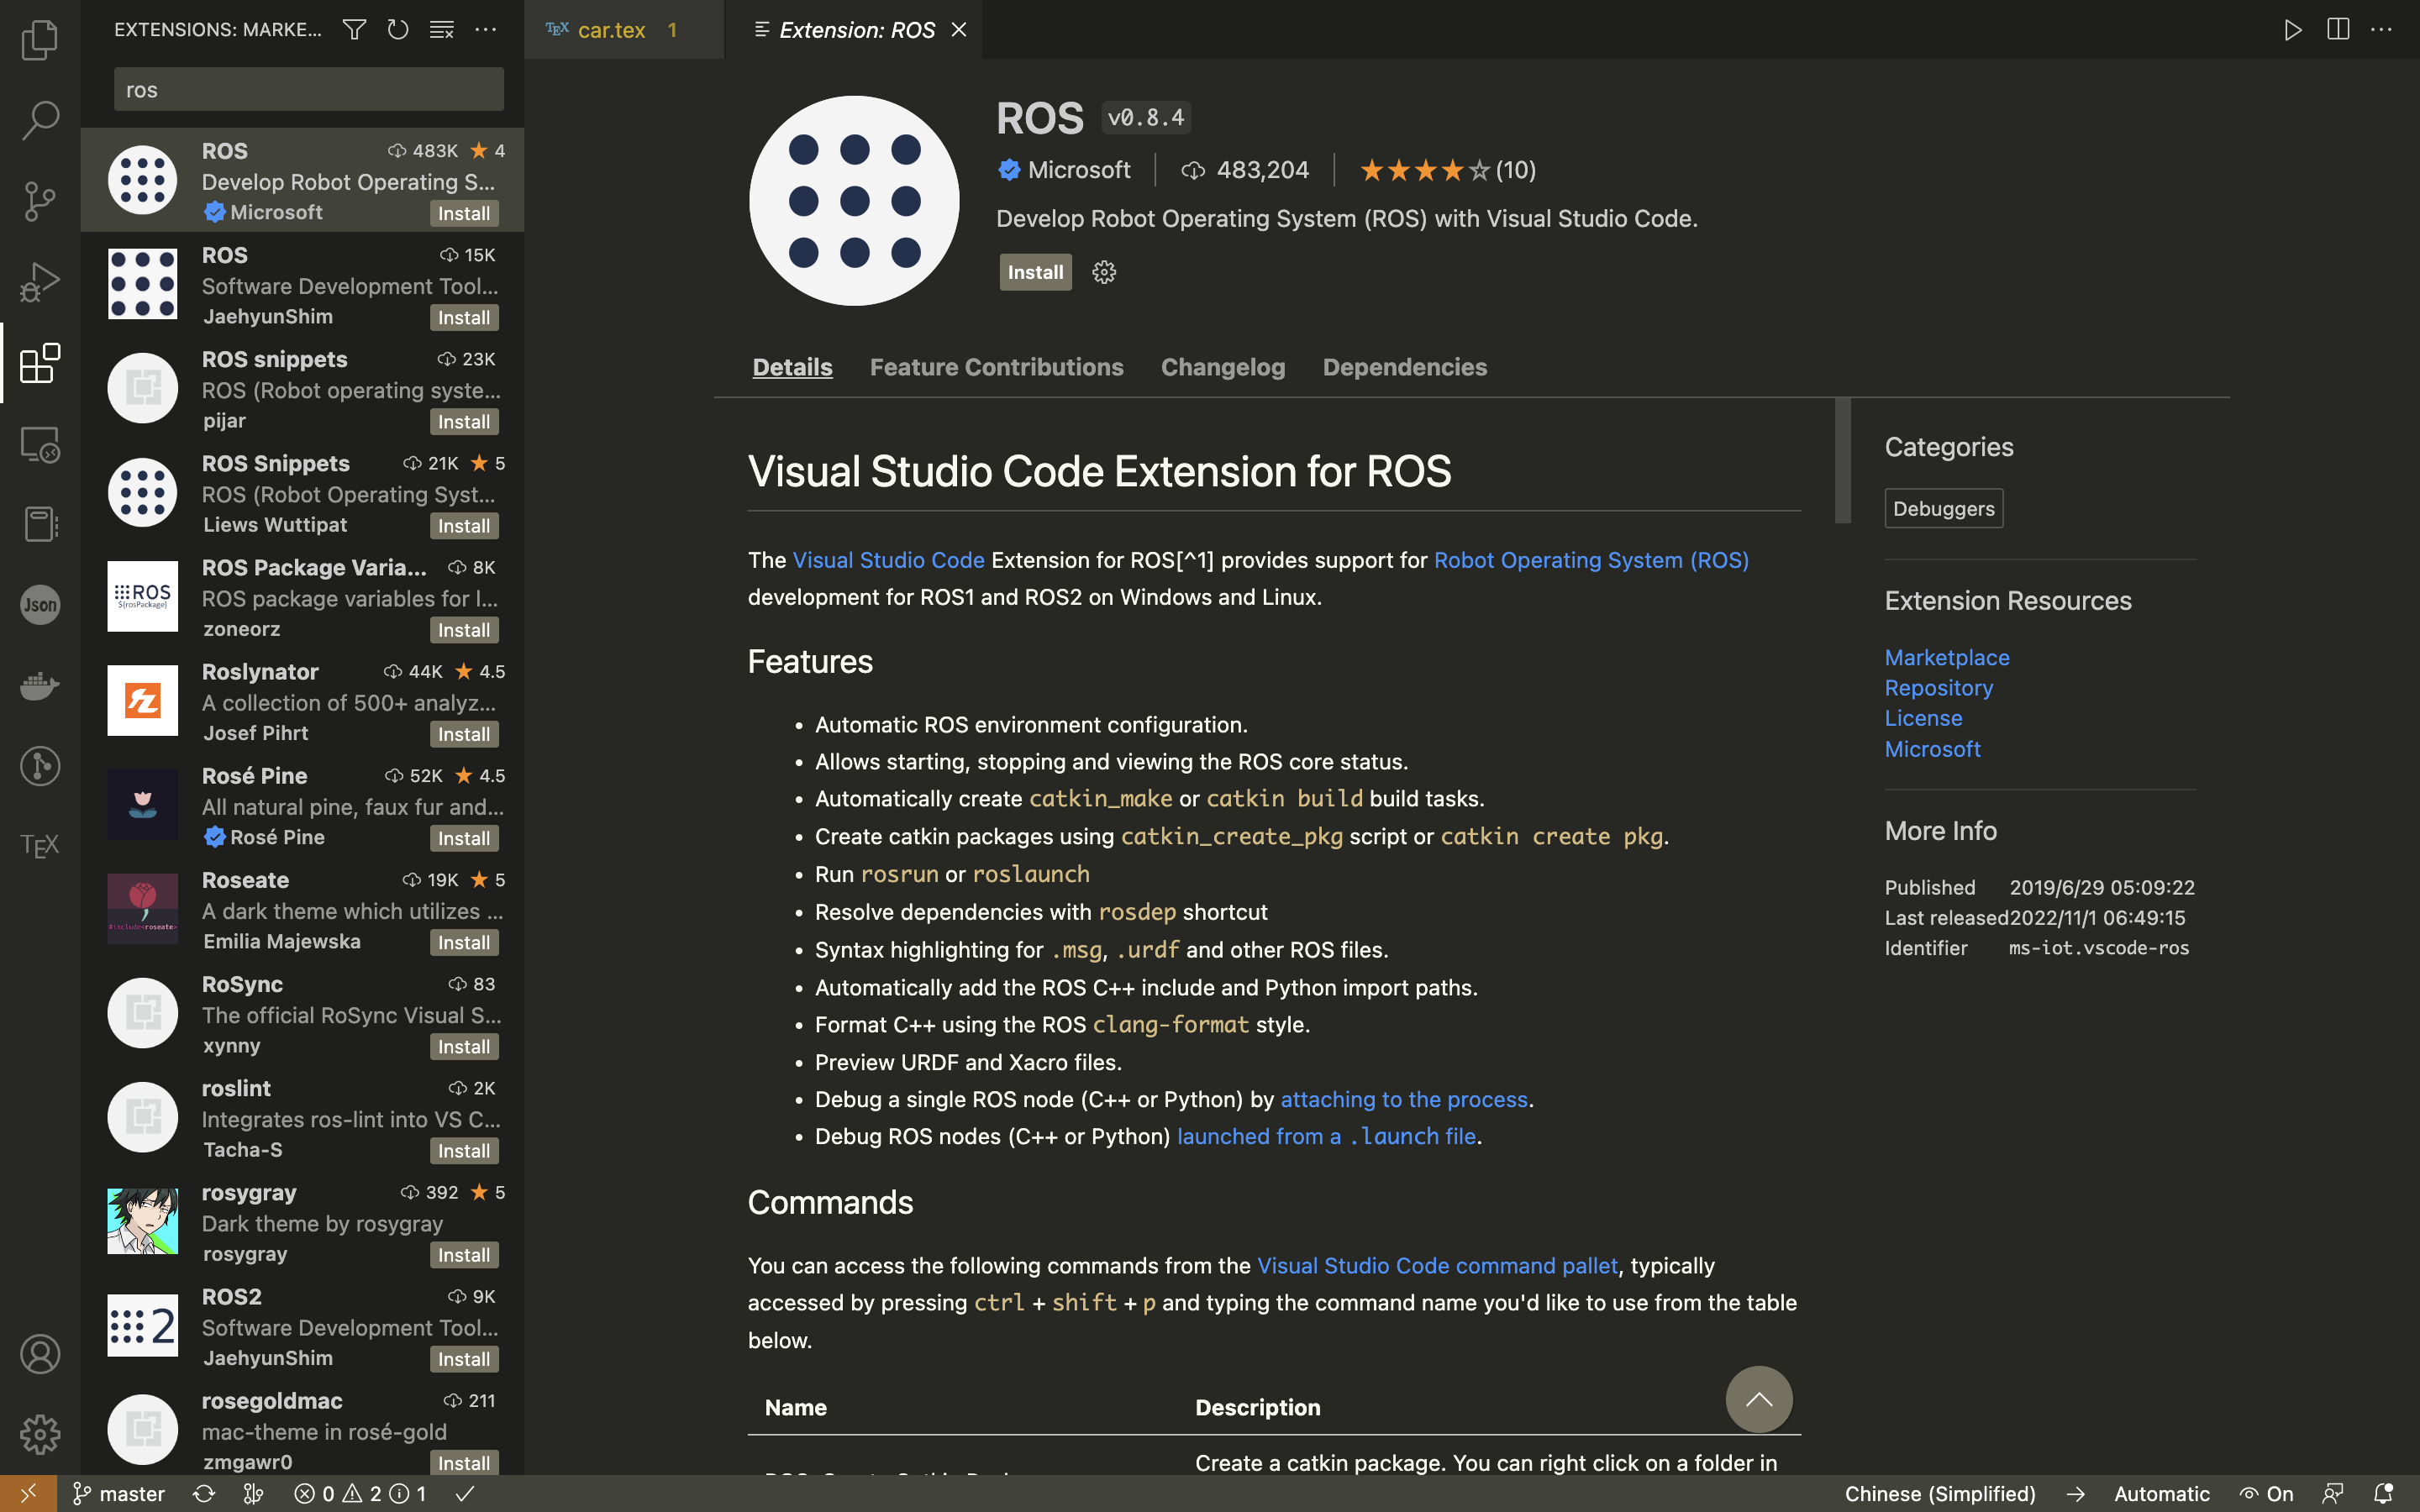 EXTENSIONS: MARKE...
ros
ROS 483K 4
Develop Robot Operating S...
Microsoft Install
ROS 15K
Software Development Tool...
JaehyunShim Install
ROS snippets 23K
ROS (Robot operating syste...
pijar Install
ROS Snippets 21K 5
ROS (Robot Operating Syst...
Liews Wuttipat Install
ROS Package Varia... 8K
ROS package variables for l...
zoneorz Install
ROS
\${rosPackage}
Roslynator 44K 4.5
A collection of 500+ analyz...
Josef Pihrt Install
Rosé Pine 52K 4.5
All natural pine, faux fur and...
Rosé Pine Install
Roseate 19K 5
A dark theme which utilizes ...
Emilia Majewska Install
#include<roseate>
RoSync 83
The official RoSync Visual S...
xynny Install
roslint 2K
Integrates ros-lint into VS C...
Tacha-S Install
rosygray 392 5
Dark theme by rosygray
rosygray Install
ROS2 9K
Software Development Tool...
JaehyunShim Install
2
rosegoldmac 211
mac-theme in rosé-gold
zmgawr0 Install
Json
TEX
TEX car.tex 1
Extension: ROS
ROS v0.8.4
Microsoft 483,204 (10)
Develop Robot Operating System (ROS) with Visual Studio Code.
Install
Details Feature Contributions Changelog Dependencies
Visual Studio Code Extension for ROS
The Visual Studio Code Extension for ROS[^1] provides support for Robot Operating System (ROS)
development for ROS1 and ROS2 on Windows and Linux.
Features
• Automatic ROS environment configuration.
• Allows starting, stopping and viewing the ROS core status.
• Automatically create catkin_make or catkin build build tasks.
• Create catkin packages using catkin_create_pkg script or catkin create pkg.
• Run rosrun or roslaunch
• Resolve dependencies with rosdep shortcut
• Syntax highlighting for .msg, .urdf and other ROS files.
• Automatically add the ROS C++ include and Python import paths.
• Format C++ using the ROS clang-format style.
• Preview URDF and Xacro files.
• Debug a single ROS node (C++ or Python) by attaching to the process.
• Debug ROS nodes (C++ or Python) launched from a .launch file.
Commands
You can access the following commands from the Visual Studio Code command pallet, typically
accessed by pressing ctrl + shift + p and typing the command name you'd like to use from the table
below.
Name Description
Create a catkin package. You can right click on a folder in
Categories
Debuggers
Extension Resources
Marketplace
Repository
License
Microsoft
More Info
Published 2019/6/29 05:09:22
Last released 2022/11/1 06:49:15
Identifier ms-iot.vscode-ros
master 0 2 1
Chinese (Simplified) Automatic On